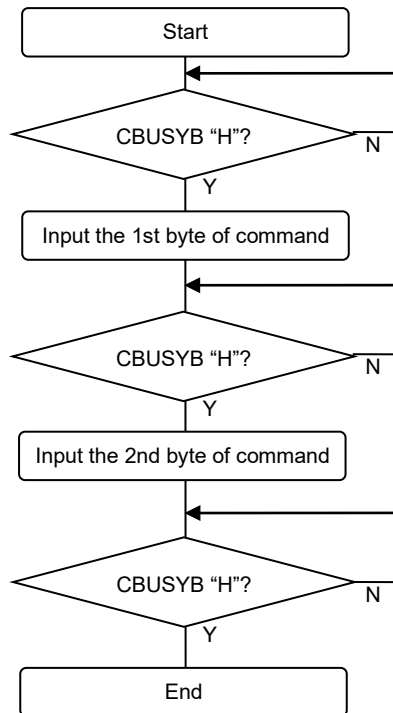 Start
CBUSYB “H”?
N
Y
Input the 1st byte of command
CBUSYB “H”?
N
Y
Input the 2nd byte of command
CBUSYB “H”?
N
Y
End